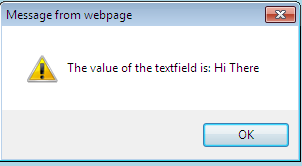 Message from webpage
The value of the textfield is: Hi There
OK